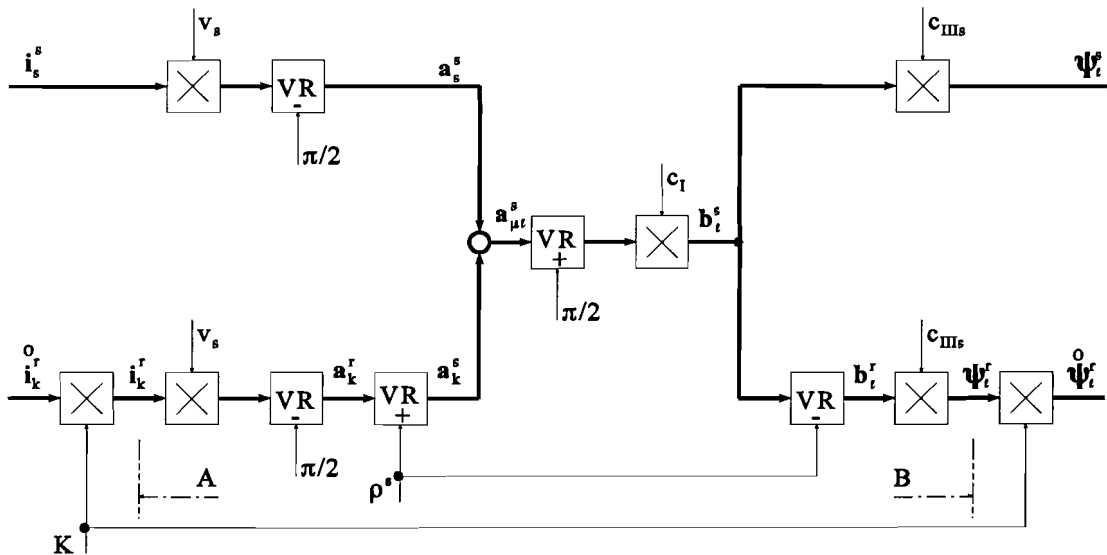 v_s
c_IIIs
i_s^s
VR
-
a_s^s
ψ_t^s
π/2
c_I
a_μt^s
VR
+
b_t^s
π/2
v_s
c_IIIs
o
i_k^r
i_k^r
VR
-
a_k^r
VR
+
a_k^s
VR
-
b_t^r
ψ_t^r
o
ψ_t^r
π/2
A
ρ^s
B
K